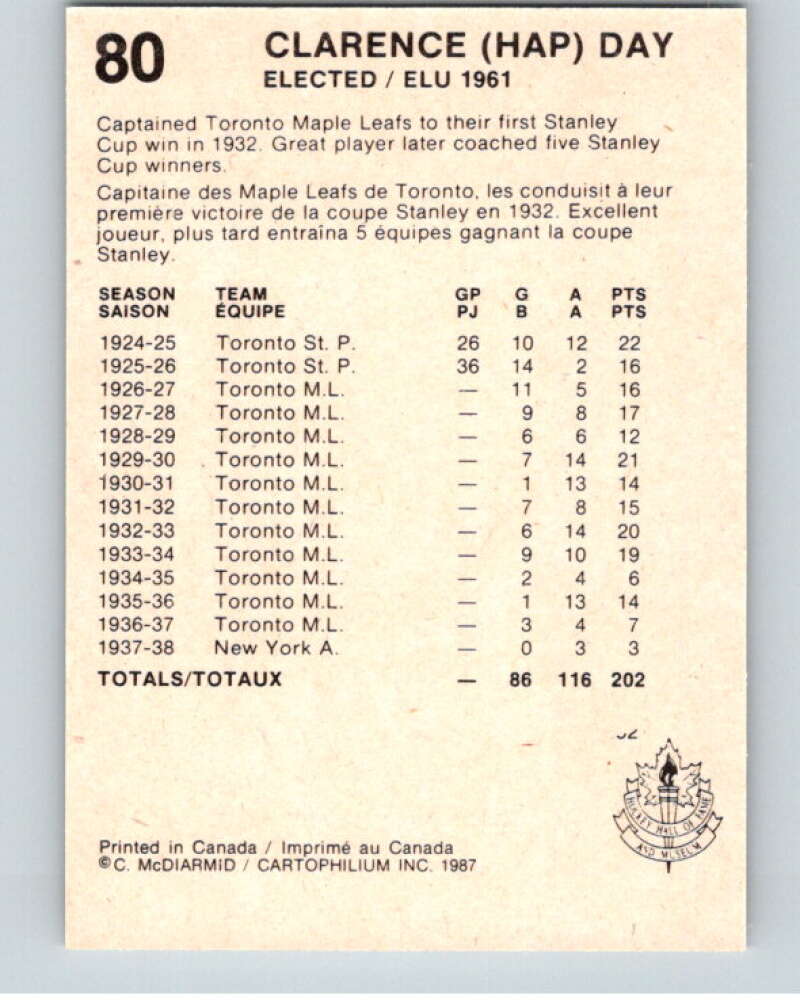 80 CLARENCE (HAP) DAY
ELECTED / ELU 1961
Captained Toronto Maple Leafs to their first Stanley
Cup win in 1932. Great player later coached five Stanley
Cup winners.
Capitaine des Maple Leafs de Toronto, les conduisit à leur
première victoire de la coupe Stanley en 1932. Excellent
joueur, plus tard entraîna 5 équipes gagnant la coupe
Stanley.
SEASON TEAM GP G A PTS
SAISON ÉQUIPE PJ B A PTS
1924-25 Toronto St. P. 26 10 12 22
1925-26 Toronto St. P. 36 14 2 16
1926-27 Toronto M.L. — 11 5 16
1927-28 Toronto M.L. — 9 8 17
1928-29 Toronto M.L. — 6 6 12
1929-30 Toronto M.L. — 7 14 21
1930-31 Toronto M.L. — 1 13 14
1931-32 Toronto M.L. — 7 8 15
1932-33 Toronto M.L. — 6 14 20
1933-34 Toronto M.L. — 9 10 19
1934-35 Toronto M.L. — 2 4 6
1935-36 Toronto M.L. — 1 13 14
1936-37 Toronto M.L. — 3 4 7
1937-38 New York A. — 0 3 3
TOTALS/TOTAUX — 86 116 202
HOCKEY HALL OF FAME
AND MUSEUM
Printed in Canada / Imprimé au Canada
©C. McDIARMID / CARTOPHILIUM INC. 1987